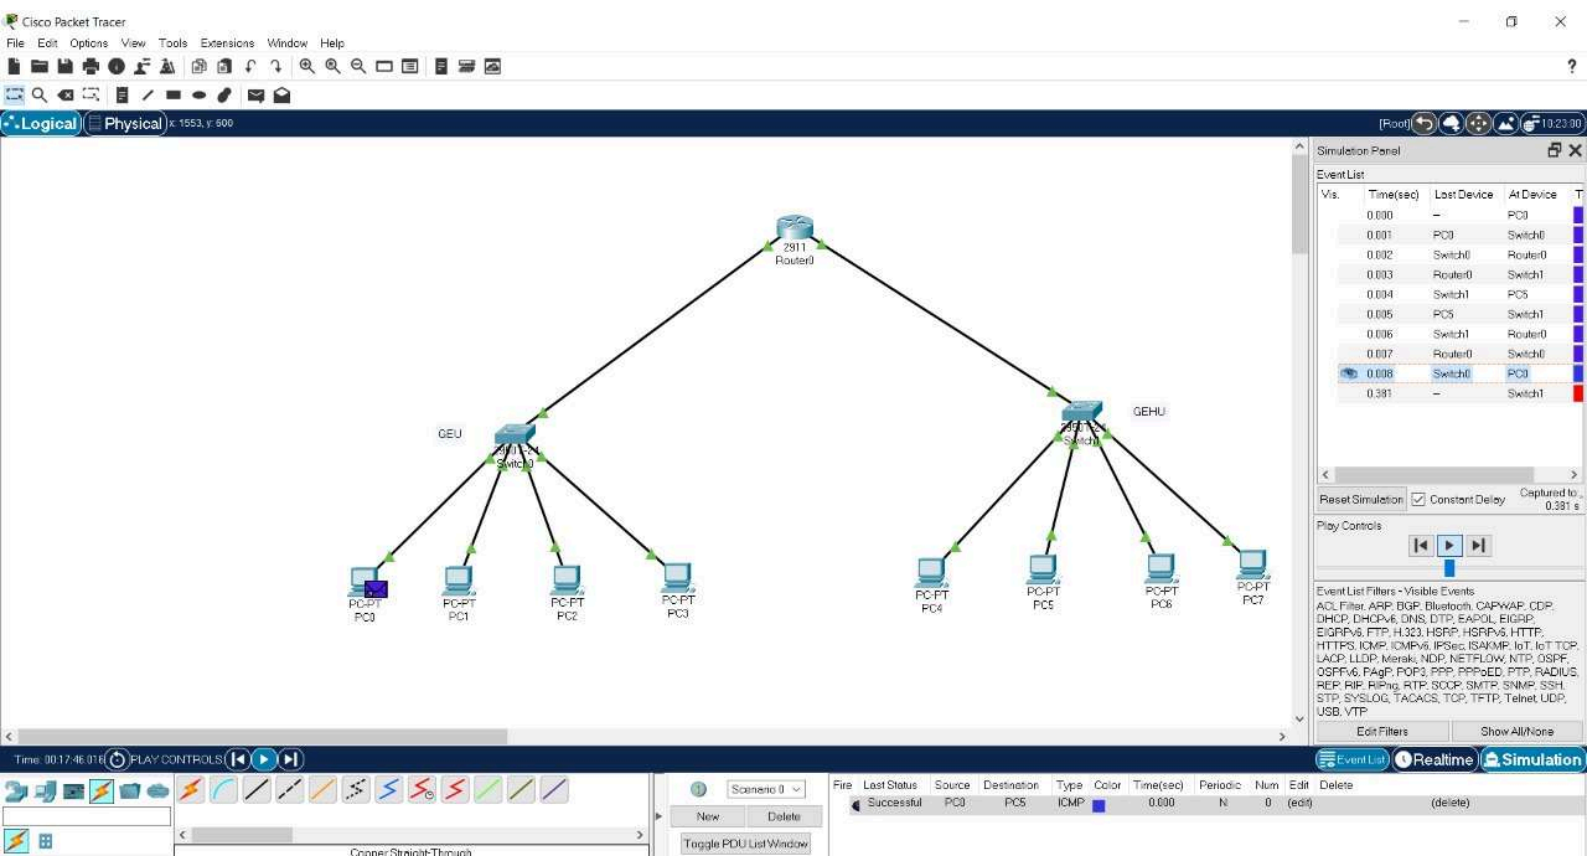 Cisco Packet Tracer
File Edit Options View Tools Extensions Window Help
?
Logical Physical x: 1553, y: 600 [Root] 10:23:00
Simulation Panel
Event List
Vis. Time(sec) Last Device At Device T
0.000 – PC0
0.001 PC0 Switch0
0.002 Switch0 Router0
0.003 Router0 Switch1
0.004 Switch1 PC5
0.005 PC5 Switch1
0.006 Switch1 Router0
0.007 Router0 Switch0
0.008 Switch0 PC0
0.381 – Switch1
Reset Simulation Constant Delay Captured to:
0.381 s
Play Controls
Event List Filters - Visible Events
ACL Filter, ARP, BGP, Bluetooth, CAPWAP, CDP,
DHCP, DHCPv6, DNS, DTP, EAPOL, EIGRP,
EIGRPv6, FTP, H.323, HSRP, HSRPv6, HTTP,
HTTPS, ICMP, ICMPv6, IPSec, ISAKMP, IoT, IoT TCP,
LACP, LLDP, Meraki, NDP, NETFLOW, NTP, OSPF,
OSPFv6, PAgP, POP3, PPP, PPPoED, PTP, RADIUS,
REP, RIP, RIPng, RTP, SCCP, SMTP, SNMP, SSH,
STP, SYSLOG, TACACS, TCP, TFTP, Telnet, UDP,
USB, VTP
Edit Filters Show All/None
2911
Router0
GEU
2950T-24
Switch0
GEHU
2950T-24
Switch1
PC-PT
PC0
PC-PT
PC1
PC-PT
PC2
PC-PT
PC3
PC-PT
PC4
PC-PT
PC5
PC-PT
PC6
PC-PT
PC7
Time: 00:17:46.016 PLAY CONTROLS: Event List Realtime Simulation
Scenario 0
New Delete
Toggle PDU List Window
Fire Last Status Source Destination Type Color Time(sec) Periodic Num Edit Delete
Successful PC0 PC5 ICMP 0.000 N 0 (edit) (delete)
Copper Straight-Through